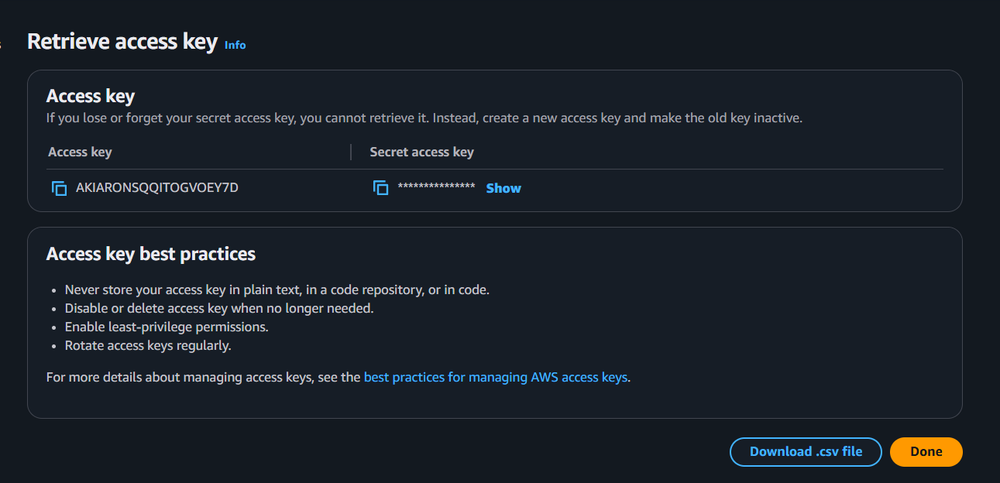 Retrieve access key Info
Access key
If you lose or forget your secret access key, you cannot retrieve it. Instead, create a new access key and make the old key inactive.
Access key | Secret access key
AKIARONSQQITOGVOEY7D *************** Show
Access key best practices
• Never store your access key in plain text, in a code repository, or in code.
• Disable or delete access key when no longer needed.
• Enable least-privilege permissions.
• Rotate access keys regularly.
For more details about managing access keys, see the best practices for managing AWS access keys.
Download .csv file Done